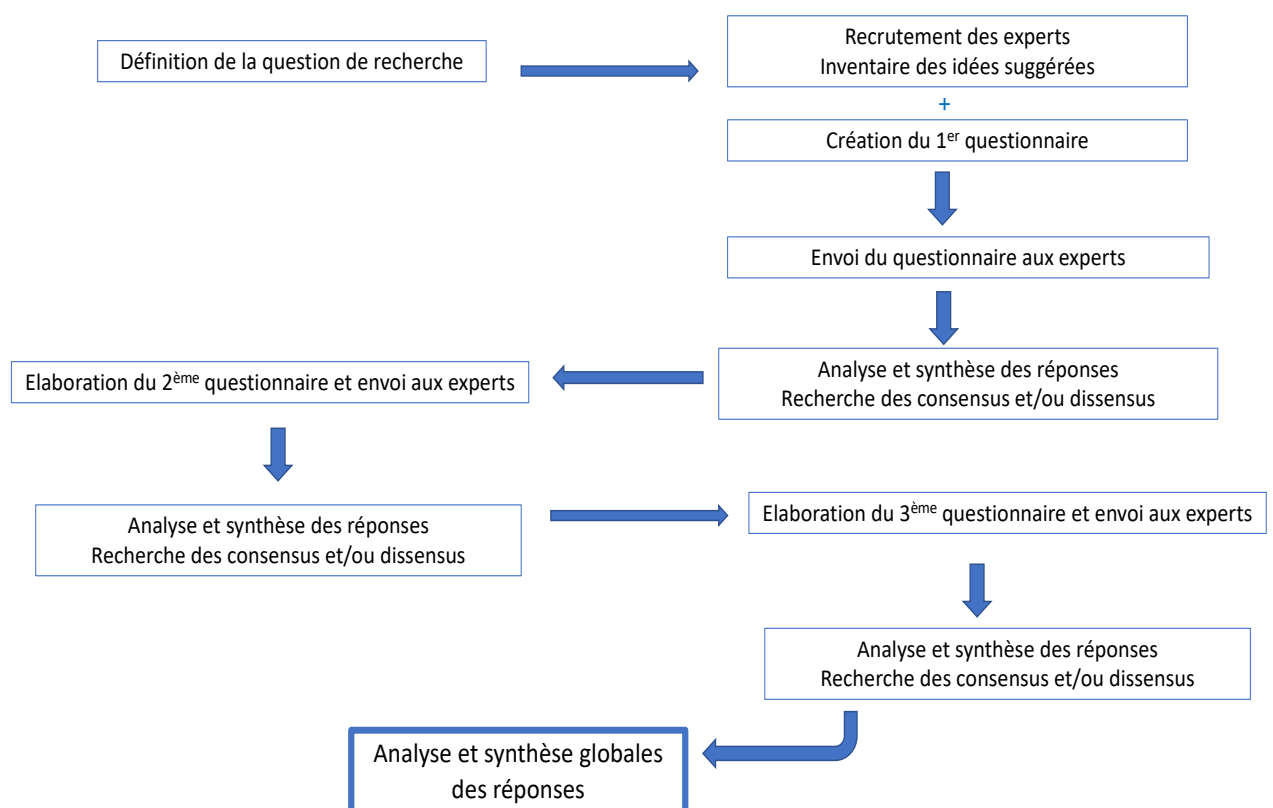 Définition de la question de recherche
Recrutement des experts
Inventaire des idées suggérées
+
Création du 1er questionnaire
Envoi du questionnaire aux experts
Analyse et synthèse des réponses
Recherche des consensus et/ou dissensus
Elaboration du 2ème questionnaire et envoi aux experts
Analyse et synthèse des réponses
Recherche des consensus et/ou dissensus
Elaboration du 3ème questionnaire et envoi aux experts
Analyse et synthèse des réponses
Recherche des consensus et/ou dissensus
Analyse et synthèse globales
des réponses